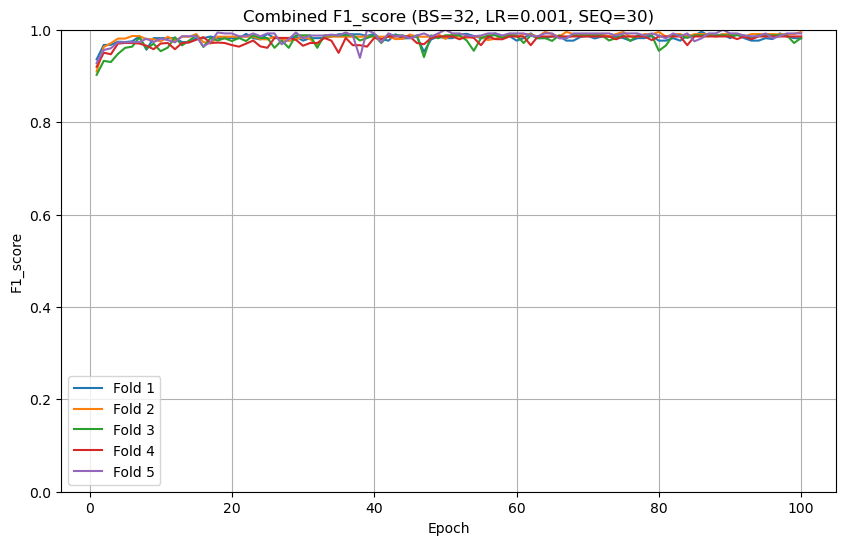 Combined F1_score (BS=32, LR=0.001, SEQ=30)
1.0
0.8
0.6
0.4
0.2
0.0
F1_score
Fold 1
Fold 2
Fold 3
Fold 4
Fold 5
0 20 40 60 80 100
Epoch